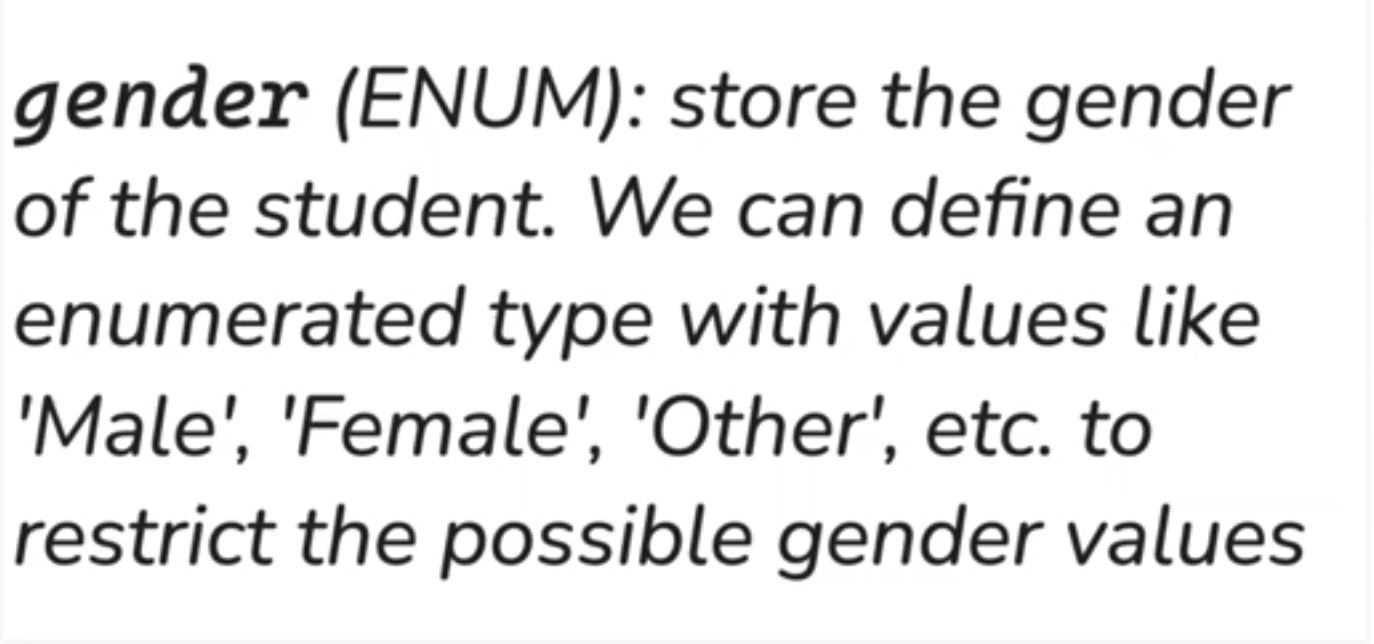 gender (ENUM): store the gender
of the student. We can define an
enumerated type with values like
'Male', 'Female', 'Other', etc. to
restrict the possible gender values